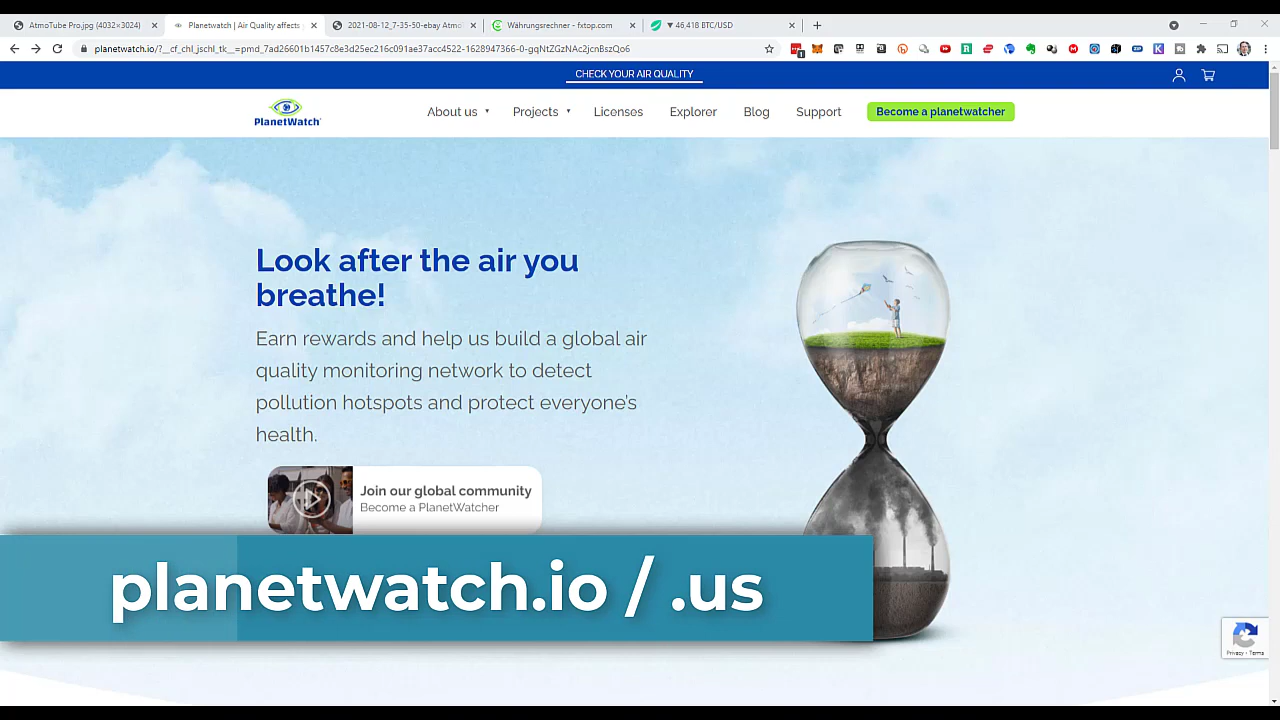 AtmoTube Pro.jpg (4032×3024)
Planetwatch | Air Quality affects
2021-08-12_7-35-50-ebay Atmo
Währungsrechner - fxtop.com
▼ 46,418 BTC/USD
planetwatch.io/?__cf_chl_jschl_tk__=pmd_7ad26601b1457c8e3d25ec216c091ae37acc4522-1628947366-0-gqNtZGzNAc2jcnBszQo6
CHECK YOUR AIR QUALITY
PlanetWatch
About us
Projects
Licenses
Explorer
Blog
Support
Become a planetwatcher
Look after the air you
breathe!
Earn rewards and help us build a global air
quality monitoring network to detect
pollution hotspots and protect everyone's
health.
Join our global community
Become a PlanetWatcher
planetwatch.io / .us
Privacy - Terms